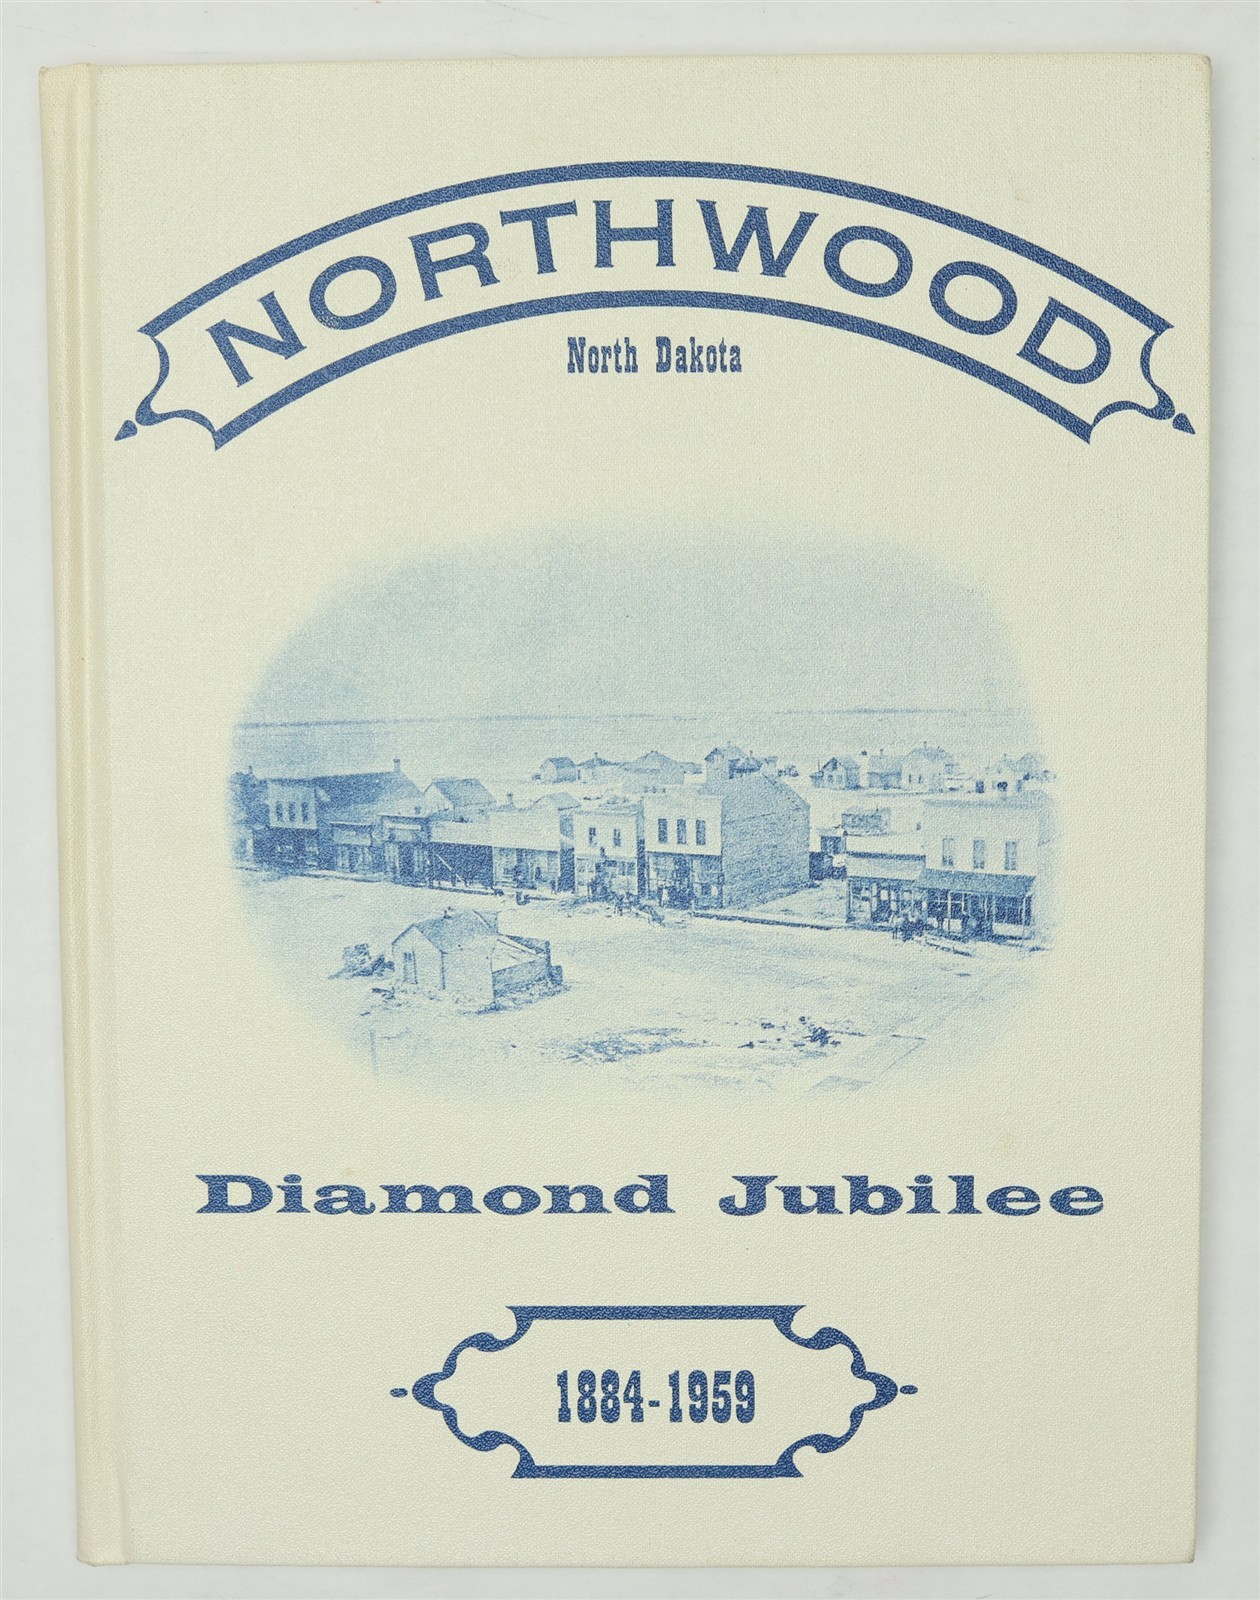 NORTHWOOD
North Dakota
Diamond Jubilee
1884-1959